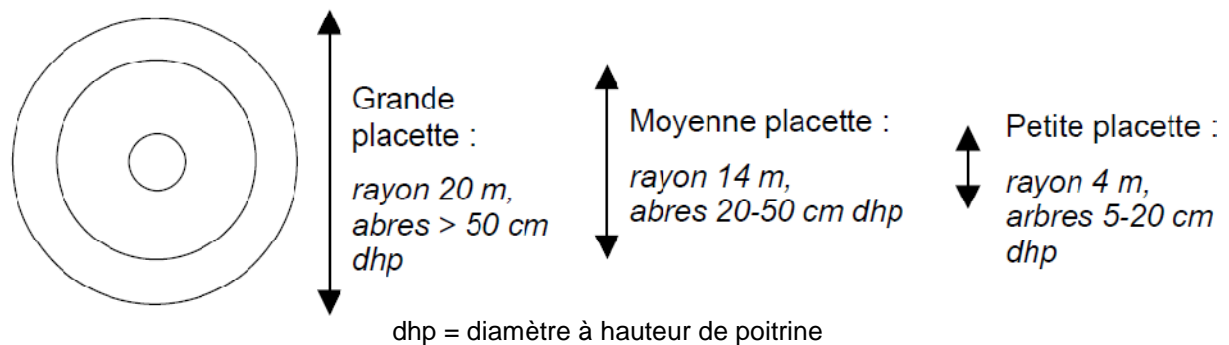 Grande
placette :
rayon 20 m,
abres > 50 cm
dhp
Moyenne placette :
rayon 14 m,
abres 20-50 cm dhp
Petite placette :
rayon 4 m,
arbres 5-20 cm
dhp
dhp = diamètre à hauteur de poitrine